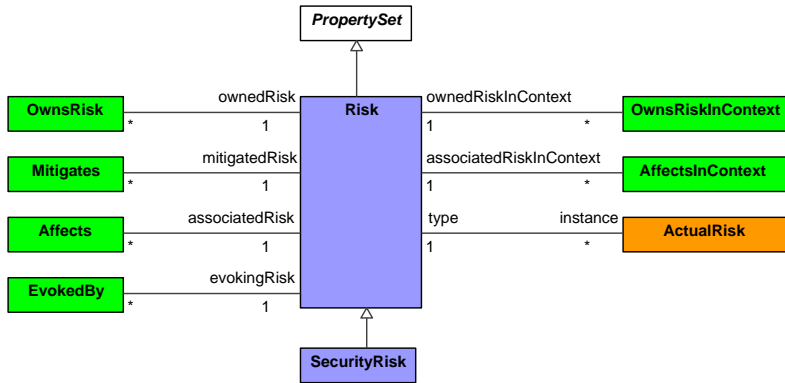 PropertySet
ownedRisk
Risk
ownedRiskInContext
OwnsRisk
OwnsRiskInContext
*
1
1
*
mitigatedRisk
associatedRiskInContext
Mitigates
AffectsInContext
*
1
1
*
associatedRisk
type
instance
Affects
ActualRisk
*
1
1
*
evokingRisk
EvokedBy
*
1
SecurityRisk